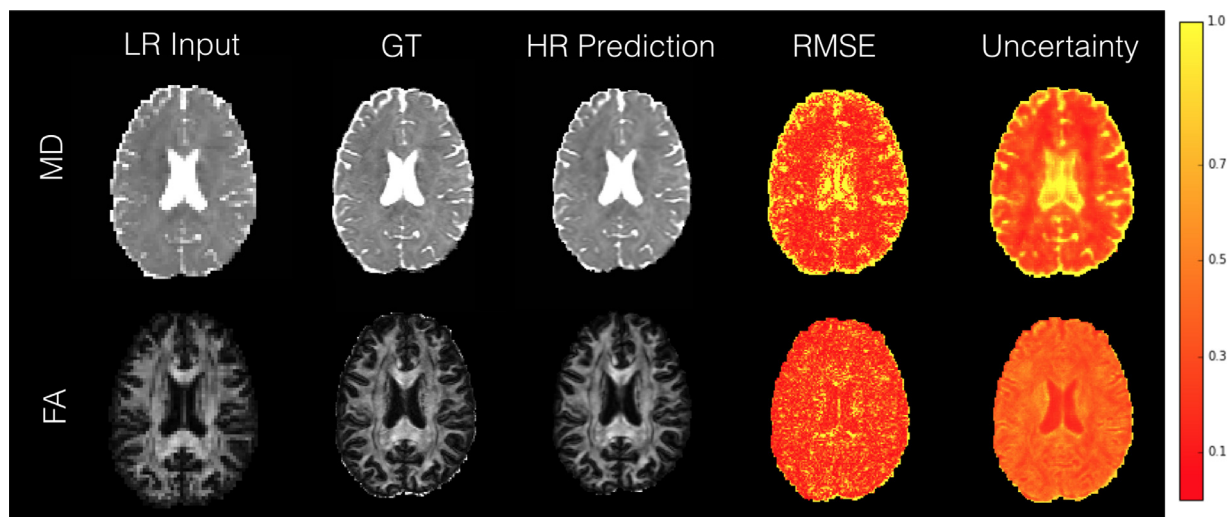 LR Input GT HR Prediction RMSE Uncertainty
MD
FA
1.0
0.7
0.5
0.3
0.1